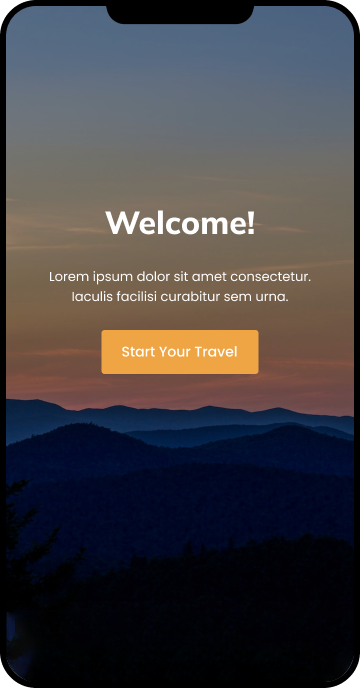 Welcome!
Lorem ipsum dolor sit amet consectetur.
Iaculis facilisi curabitur sem urna.
Start Your Travel